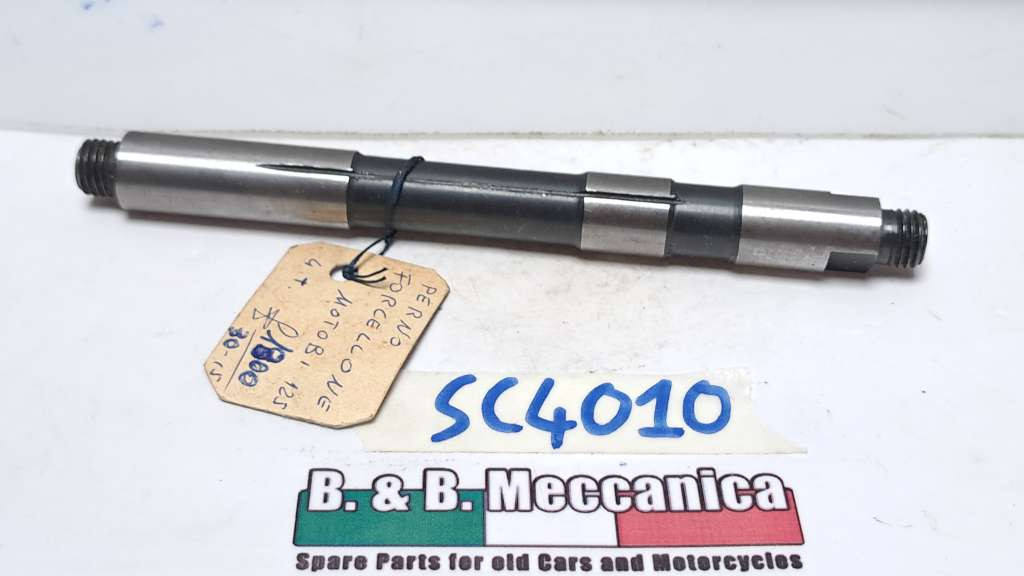 PERNO
FORCELLONE
MOTOBI 125
4. T.
£ 1800
30-15
SC4010
B. & B. Meccanica
Spare Parts for old Cars and Motorcycles